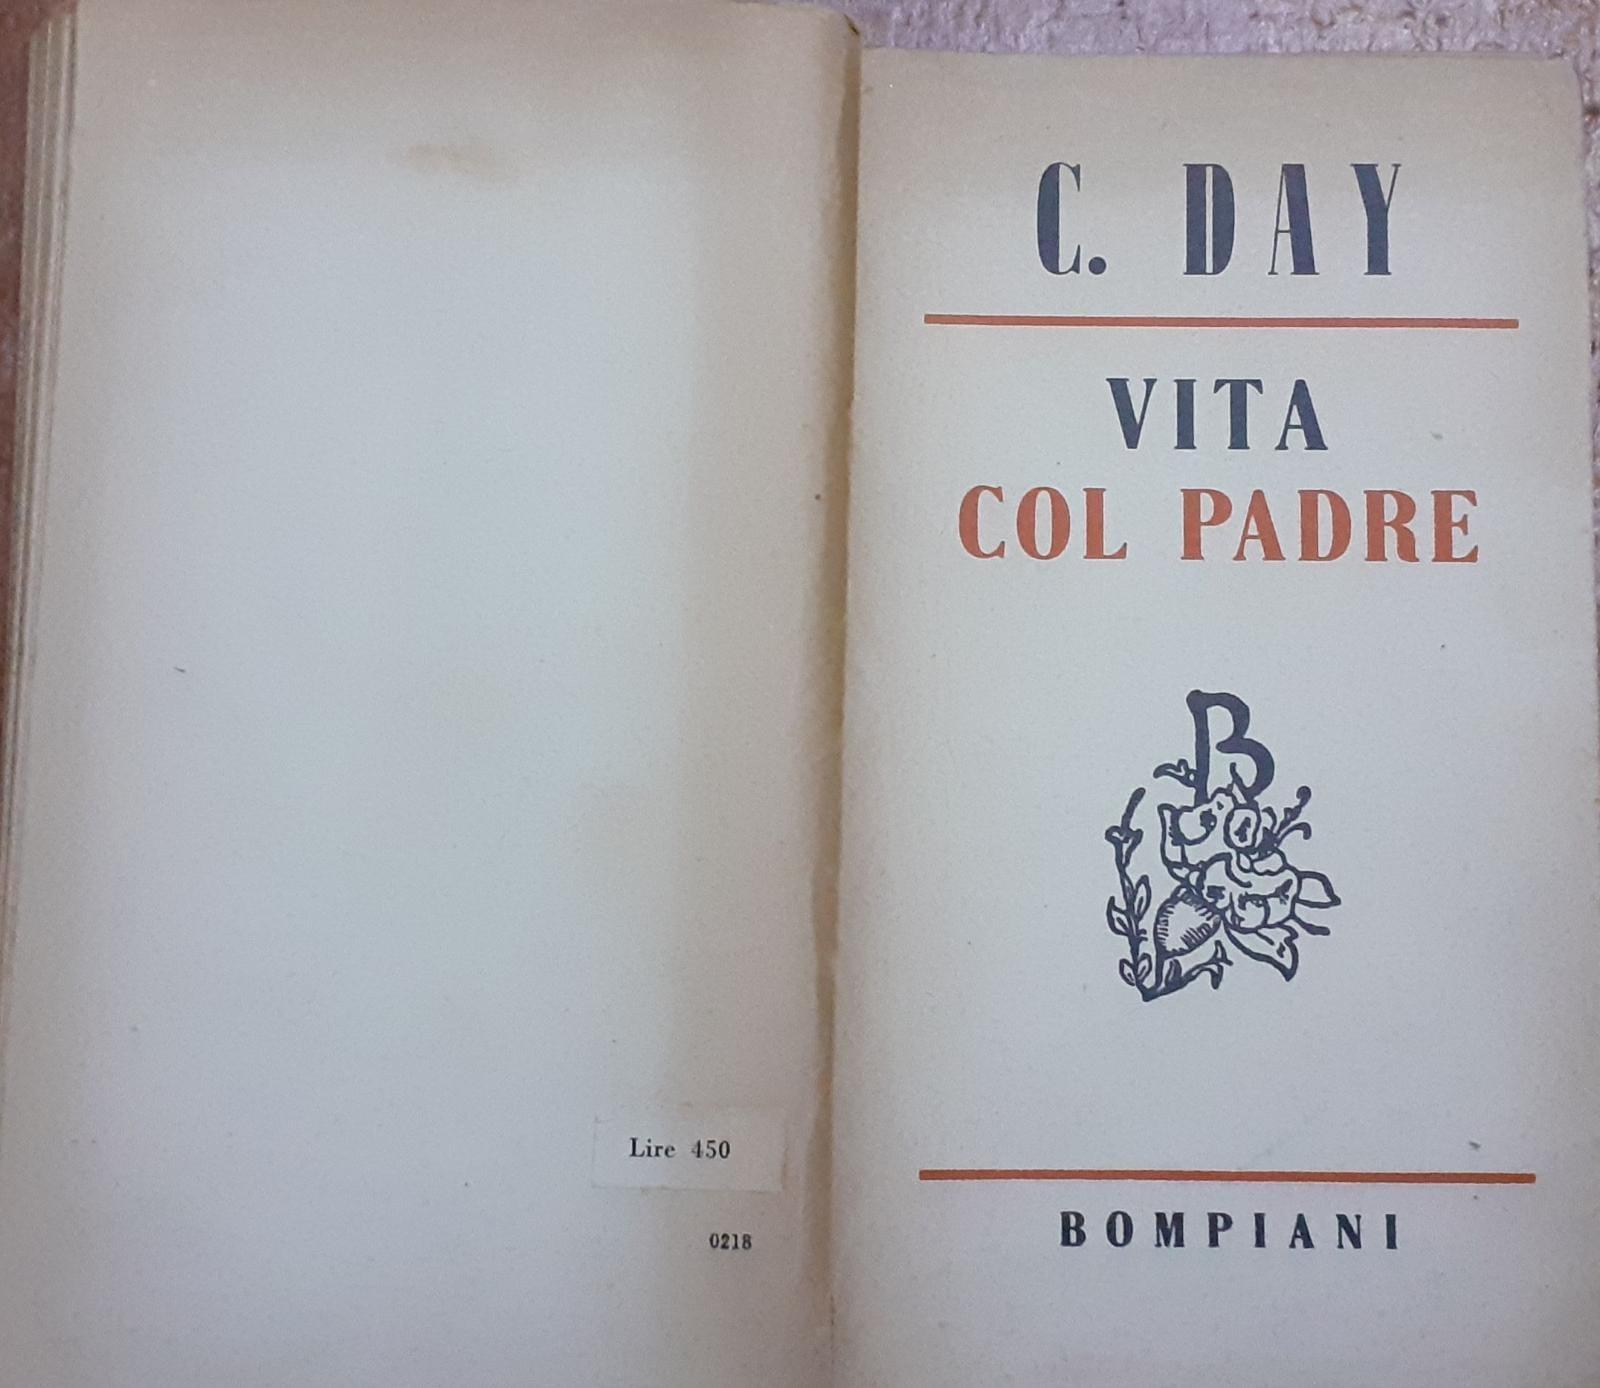 Lire 450
0218
C. DAY
VITA
COL PADRE
B
BOMPIANI